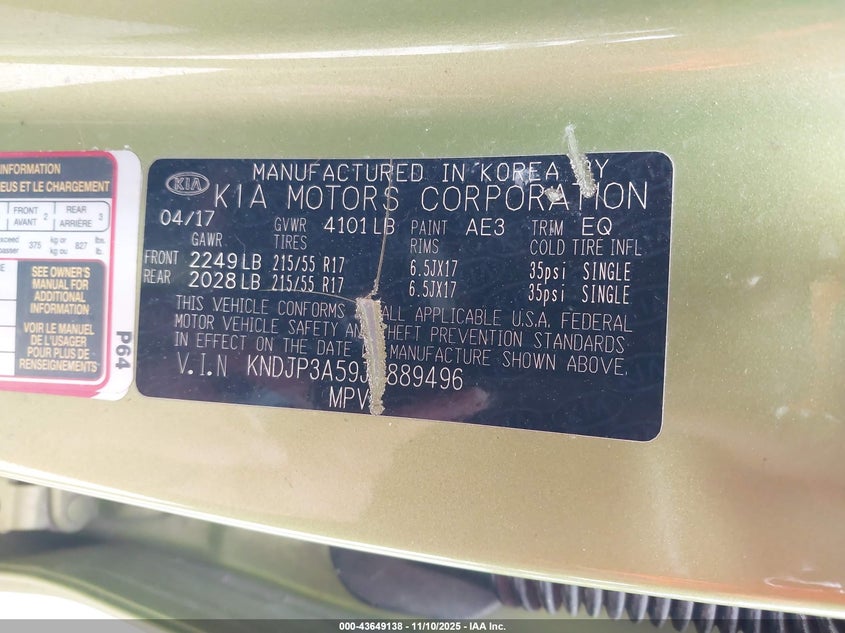 INFORMATION
EUS ET LE CHARGEMENT
FRONT 2 REAR 3
AVANT ARRIÈRE
exceed 375 kg or 827 lbs.
passer kg ou lb.
SEE OWNER'S
MANUAL FOR
ADDITIONAL
INFORMATION
VOIR LE MANUEL
DE L'USAGER
POUR PLUS DE
RENSEIGNEMENTS
P64
KIA
MANUFACTURED IN KOREA BY
KIA MOTORS CORPORATION
04/17 GVWR 4101LB PAINT AE3 TRIM EQ
GAWR. TIRES RIMS COLD TIRE INFL
FRONT 2249LB 215/55 R17 6.5JX17 35psi SINGLE
REAR 2028LB 215/55 R17 6.5JX17 35psi SINGLE
THIS VEHICLE CONFORMS ALL APPLICABLE U.S.A. FEDERAL
MOTOR VEHICLE SAFETY AND THEFT PREVENTION STANDARDS
IN EFFECT ON THE DATE MANUFACTURE SHOWN ABOVE.
V.I.N KNDJP3A59J 889496
MPV
000-43649138 - 11/10/2025 - IAA Inc.